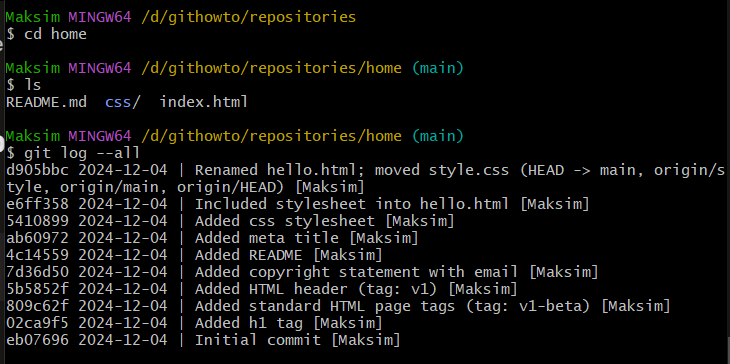 Maksim MINGW64 /d/githowto/repositories
$ cd home
Maksim MINGW64 /d/githowto/repositories/home (main)
$ ls
README.md  css/  index.html
Maksim MINGW64 /d/githowto/repositories/home (main)
$ git log --all
d905bbc 2024-12-04 | Renamed hello.html; moved style.css (HEAD -> main, origin/s
tyle, origin/main, origin/HEAD) [Maksim]
e6ff358 2024-12-04 | Included stylesheet into hello.html [Maksim]
5410899 2024-12-04 | Added css stylesheet [Maksim]
ab60972 2024-12-04 | Added meta title [Maksim]
4c14559 2024-12-04 | Added README [Maksim]
7d36d50 2024-12-04 | Added copyright statement with email [Maksim]
5b5852f 2024-12-04 | Added HTML header (tag: v1) [Maksim]
809c62f 2024-12-04 | Added standard HTML page tags (tag: v1-beta) [Maksim]
02ca9f5 2024-12-04 | Added h1 tag [Maksim]
eb07696 2024-12-04 | Initial commit [Maksim]